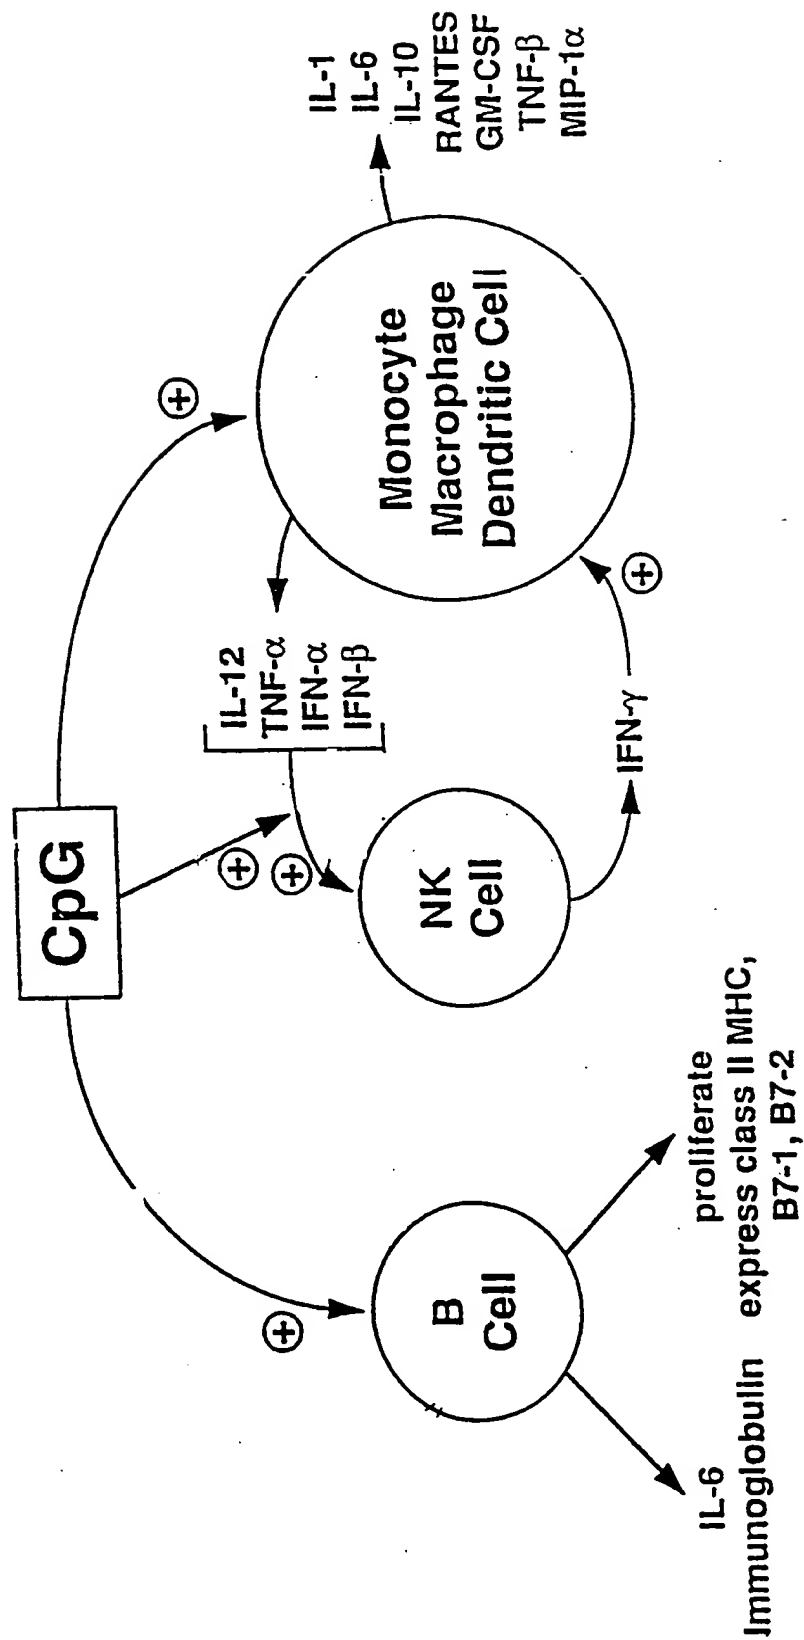 CpG
+
+
+
+
IL-12
TNF-α
IFN-α
IFN-β
B
Cell
NK
Cell
Monocyte
Macrophage
Dendritic Cell
IL-1
IL-6
IL-10
RANTES
GM-CSF
TNF-β
MIP-1α
IFN-γ
+
IL-6
Immunoglobulin
proliferate
express class II MHC,
B7-1, B7-2